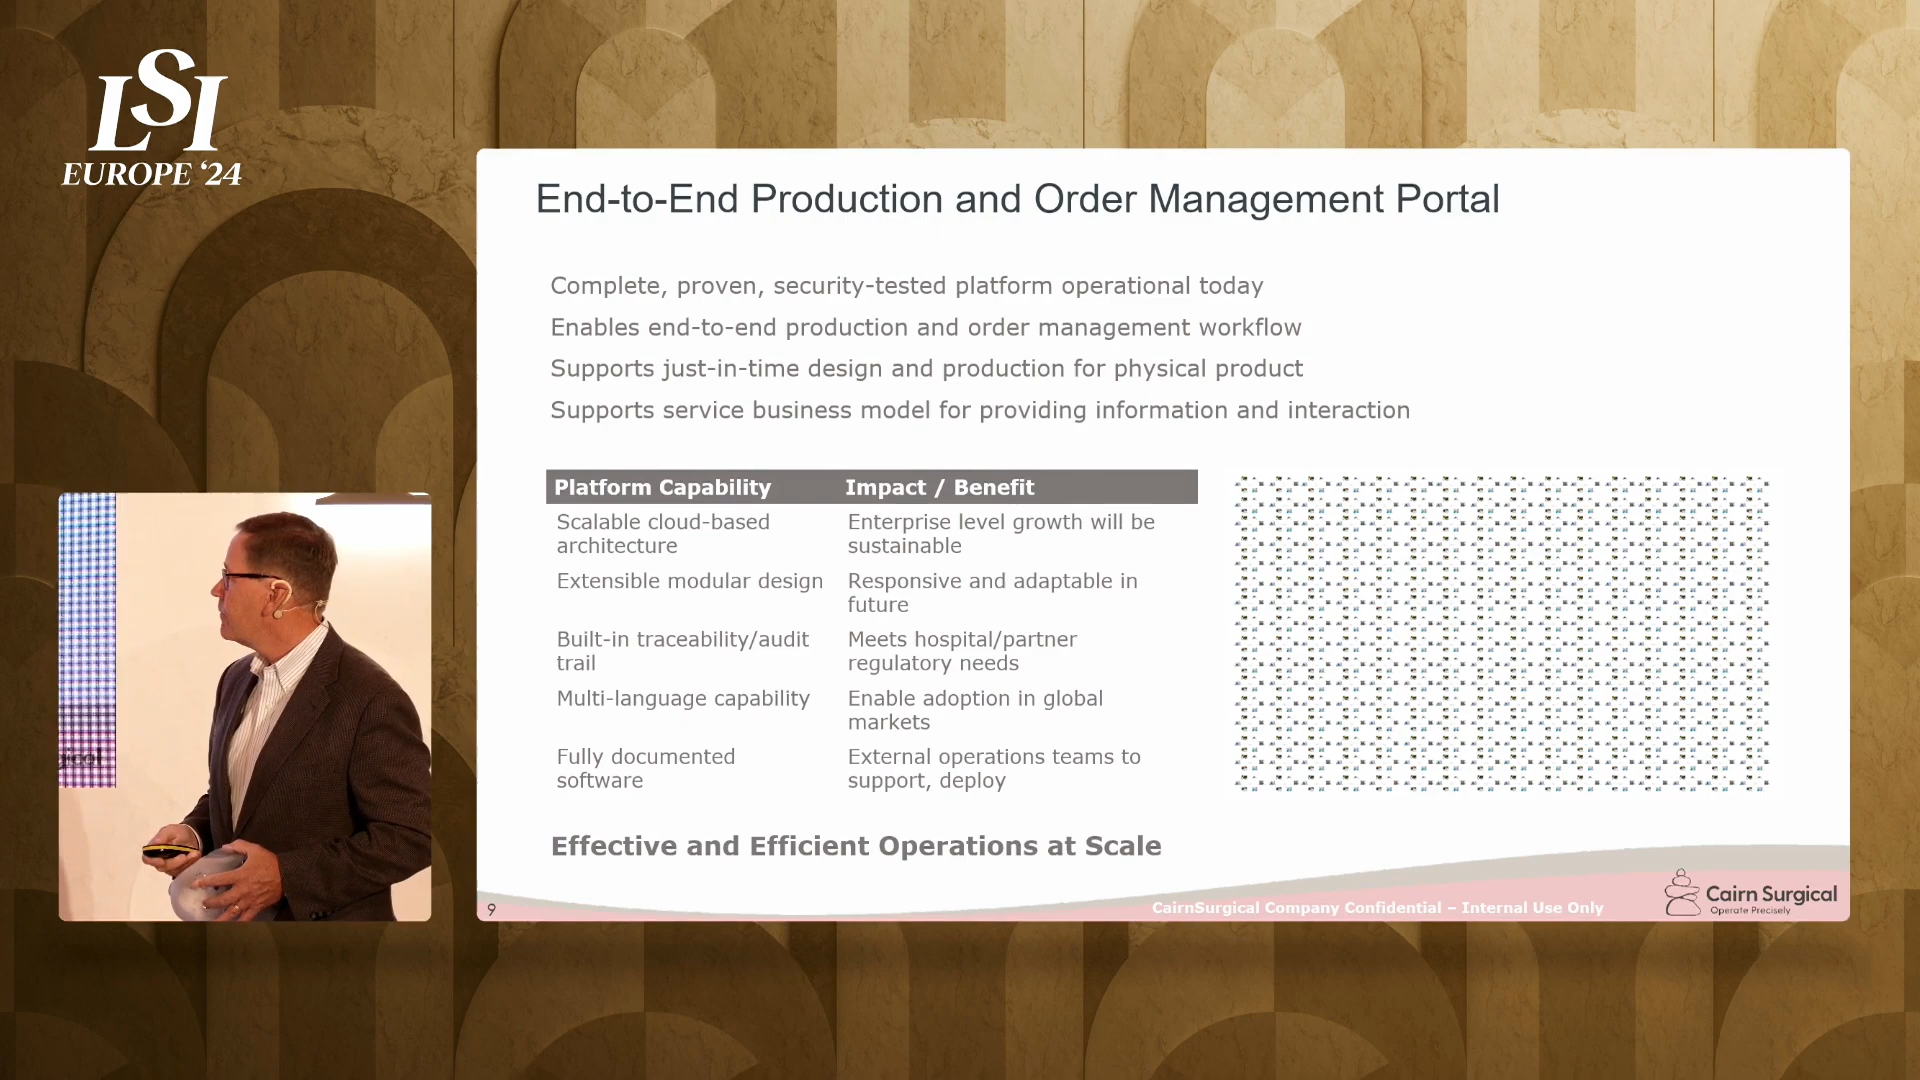 LSI
EUROPE ‘24
End-to-End Production and Order Management Portal
Complete, proven, security-tested platform operational today
Enables end-to-end production and order management workflow
Supports just-in-time design and production for physical product
Supports service business model for providing information and interaction
Platform Capability Impact / Benefit
Scalable cloud-based Enterprise level growth will be
architecture sustainable
Extensible modular design Responsive and adaptable in
future
Built-in traceability/audit Meets hospital/partner
trail regulatory needs
Multi-language capability Enable adoption in global
markets
Fully documented External operations teams to
software support, deploy
Effective and Efficient Operations at Scale
9
CairnSurgical Company Confidential – Internal Use Only
Cairn Surgical
Operate Precisely